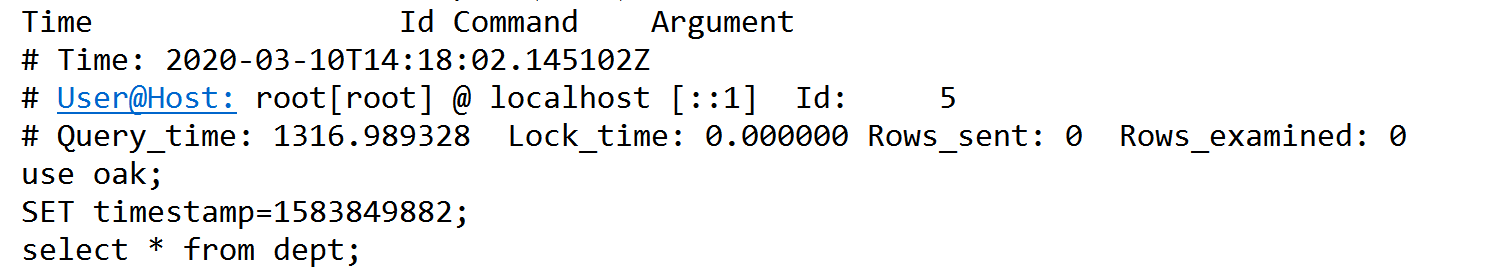 Time                 Id Command    Argument
# Time: 2020-03-10T14:18:02.145102Z
# User@Host: root[root] @ localhost [::1]  Id:     5
# Query_time: 1316.989328  Lock_time: 0.000000 Rows_sent: 0  Rows_examined: 0
use oak;
SET timestamp=1583849882;
select * from dept;